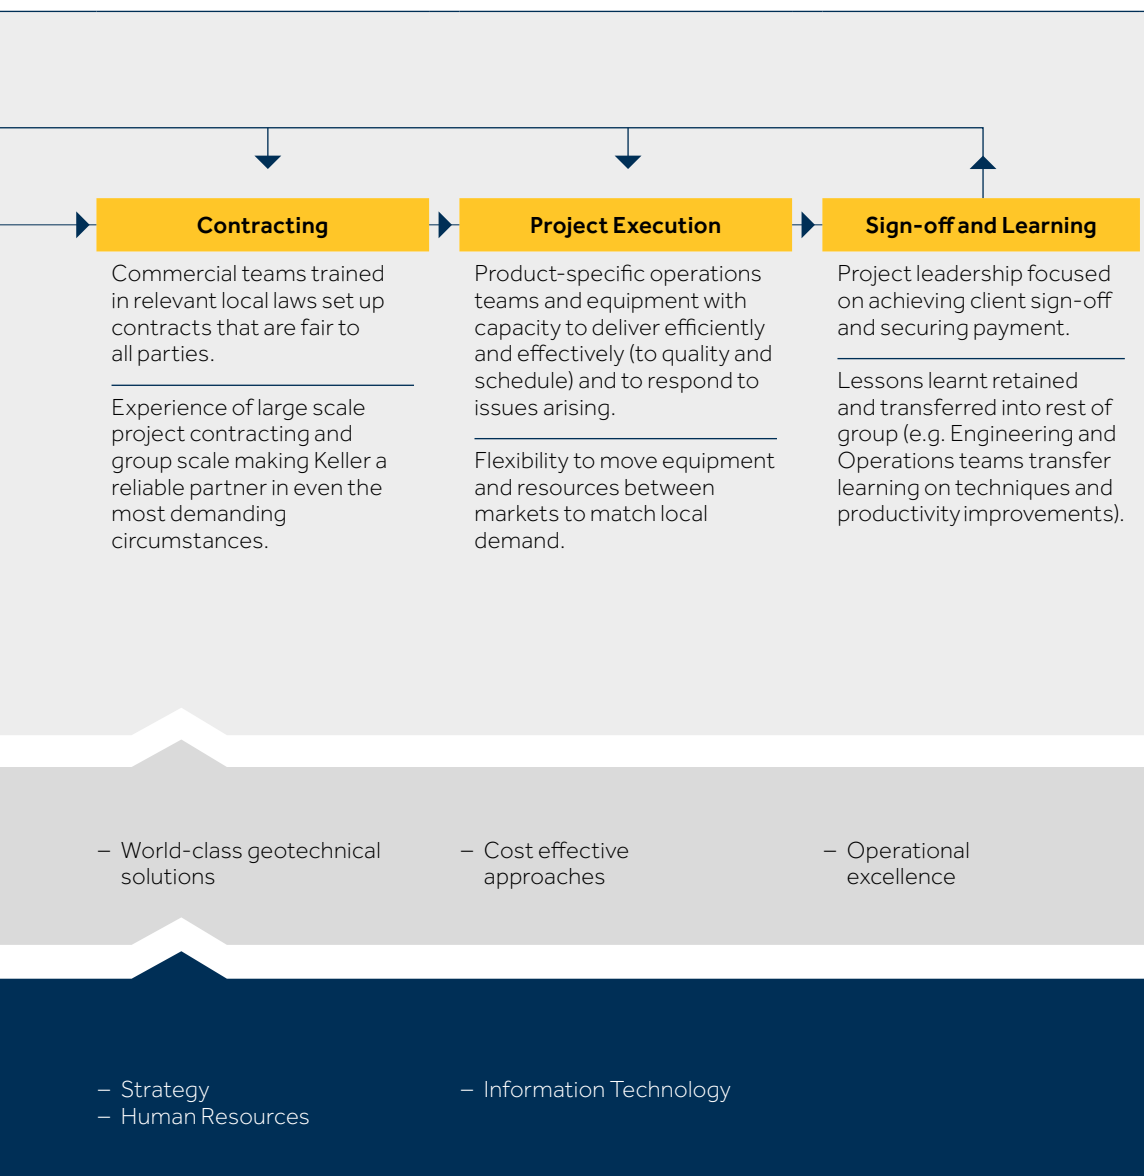 Contracting
Commercial teams trained
in relevant local laws set up
contracts that are fair to
all parties.
Experience of large scale
project contracting and
group scale making Keller a
reliable partner in even the
most demanding
circumstances.
Project Execution
Product-specific operations
teams and equipment with
capacity to deliver efficiently
and effectively (to quality and
schedule) and to respond to
issues arising.
Flexibility to move equipment
and resources between
markets to match local
demand.
Sign-off and Learning
Project leadership focused
on achieving client sign-off
and securing payment.
Lessons learnt retained
and transferred into rest of
group (e.g. Engineering and
Operations teams transfer
learning on techniques and
productivity improvements).
– World-class geotechnical
solutions
– Cost effective
approaches
– Operational
excellence
– Strategy
– Human Resources
– Information Technology